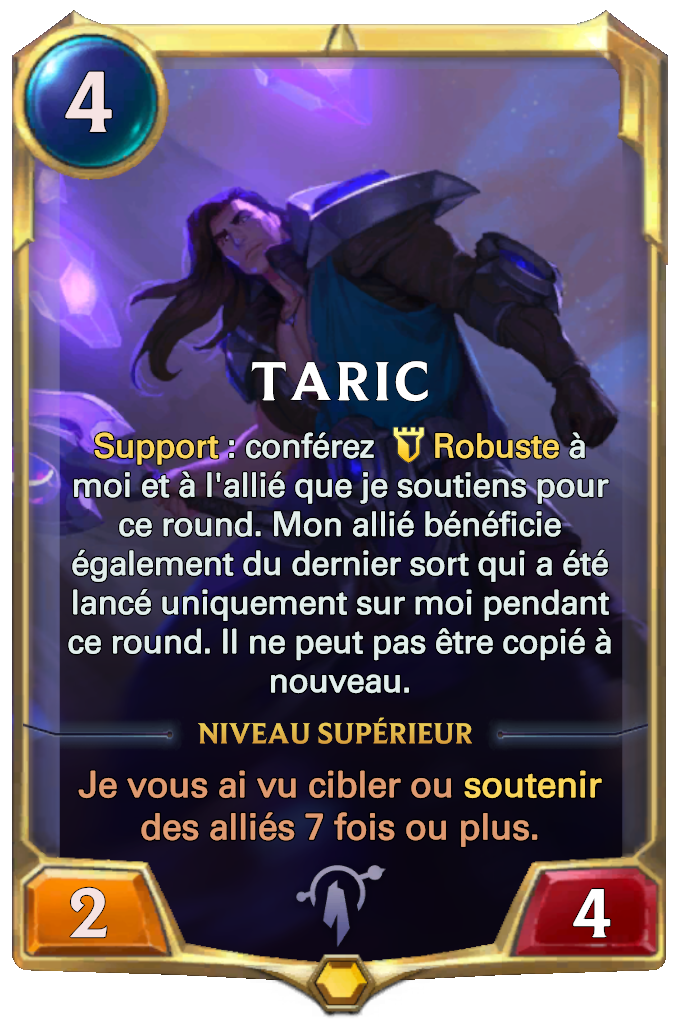 4
TARIC
Support : conférez Robuste à
moi et à l'allié que je soutiens pour
ce round. Mon allié bénéficie
également du dernier sort qui a été
lancé uniquement sur moi pendant
ce round. Il ne peut pas être copié à
nouveau.
NIVEAU SUPÉRIEUR
Je vous ai vu cibler ou soutenir
des alliés 7 fois ou plus.
2
4